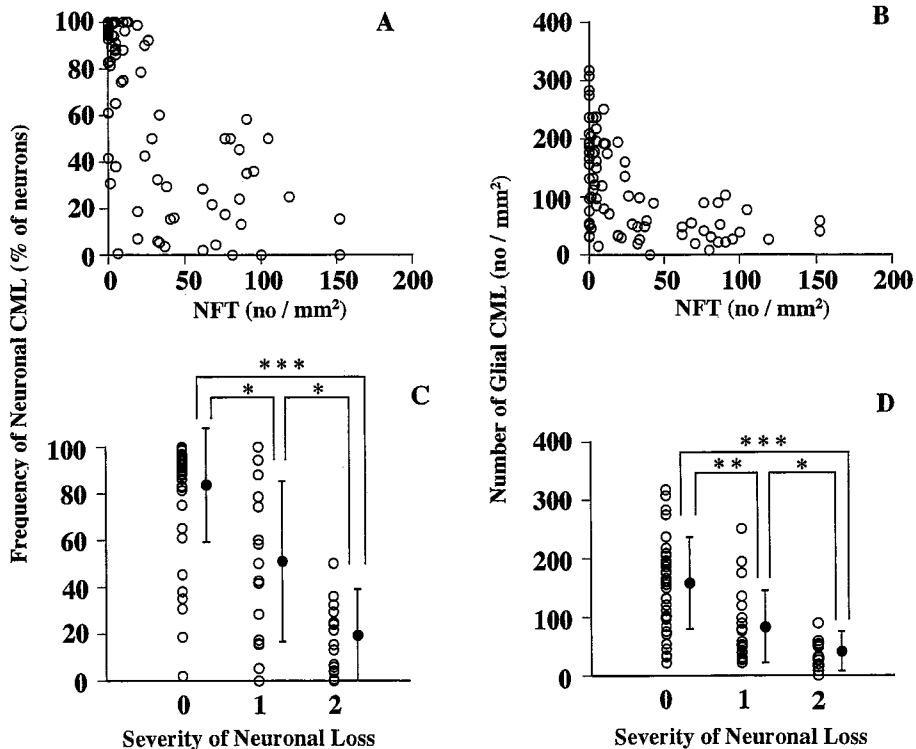 A
100
80
60
40
20
0
0 50 100 150 200
NFT (no / mm²)
B
400
300
200
100
0
0 50 100 150 200
NFT (no / mm²)
Frequency of Neuronal CML (% of neurons)
Number of Glial CML (no / mm²)
C
***
* *
100
80
60
40
20
0
0 1 2
Severity of Neuronal Loss
D
***
** *
400
300
200
100
0
0 1 2
Severity of Neuronal Loss